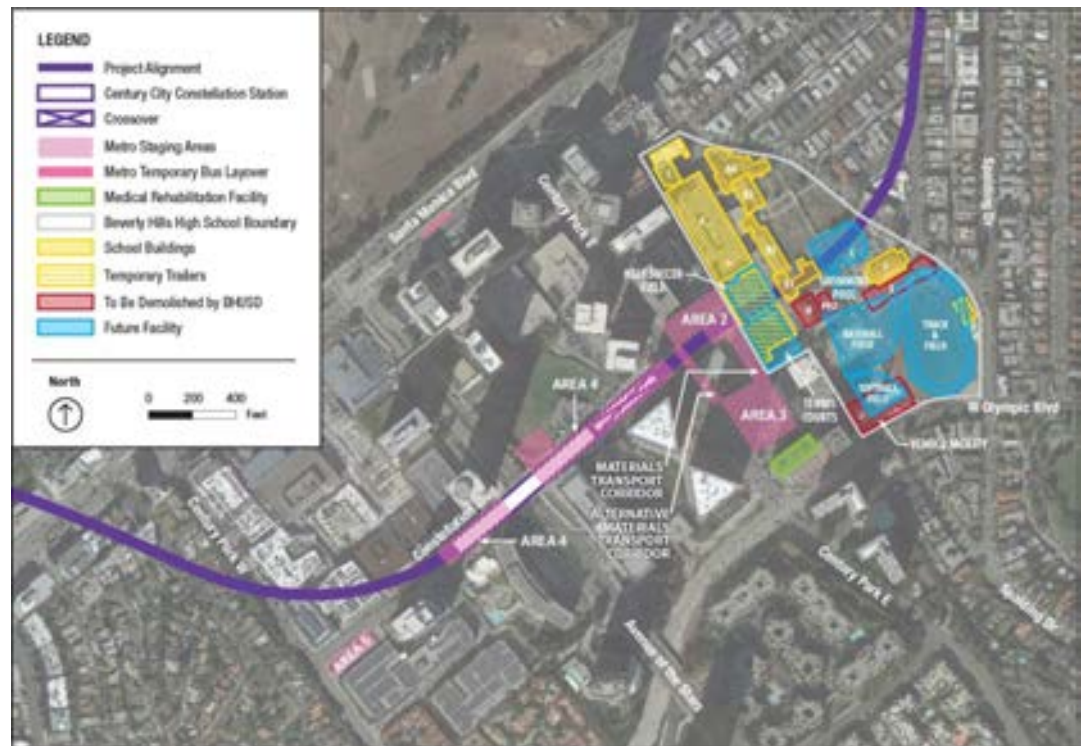 LEGEND
Project Alignment
Century City Constellation Station
Crossover
Metro Staging Areas
Metro Temporary Bus Layover
Medical Rehabilitation Facility
Beverly Hills High School Boundary
School Buildings
Temporary Trailers
To Be Demolished by BHUSD
Future Facility
North
0 200 400
Feet
Santa Monica Blvd
Century Park E
Spalding Dr
AREA 2
BASEBALL
FIELD
TRACK
&
FIELD
SOFTBALL
FIELD
AREA 4
AREA 3
TENNIS
COURTS
W Olympic Blvd
MATERIALS
TRANSPORT
CORRIDOR
ALTERNATIVE
MATERIALS
TRANSPORT
CORRIDOR
Century Park W
Constellation
AREA 4
Century Park E
Spalding Dr
Avenue of the Stars